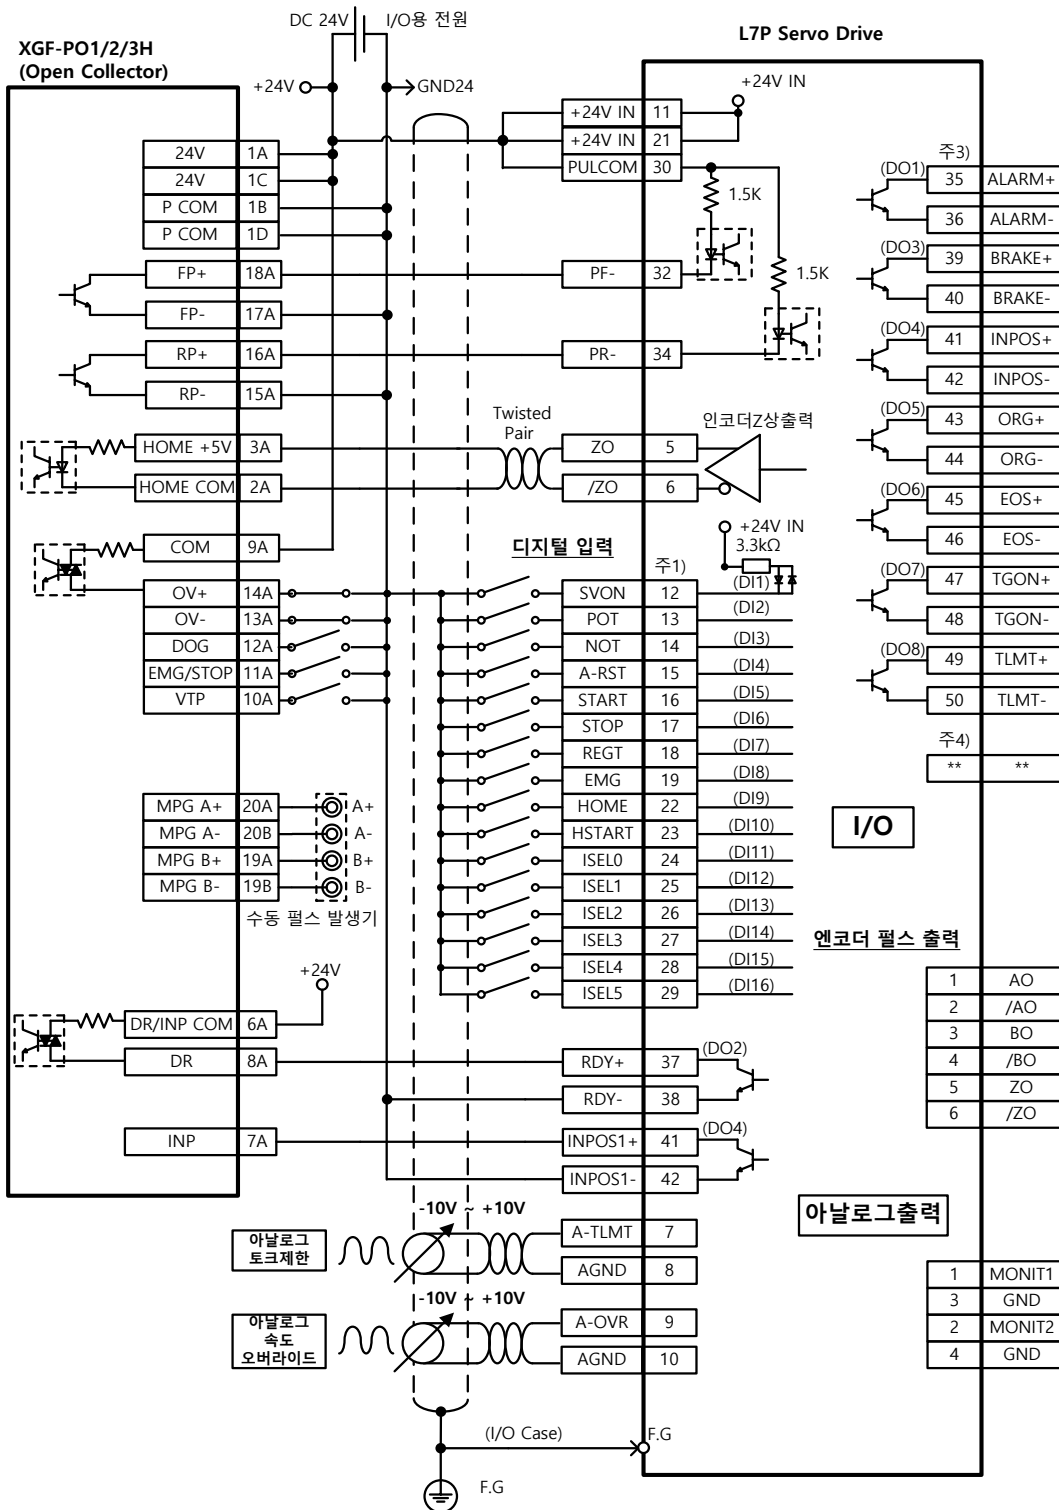 DC 24V
I/O용 전원
XGF-PO1/2/3H
(Open Collector)
L7P Servo Drive
+24V
GND24
+24V IN
24V 1A
24V 1C
P COM 1B
P COM 1D
FP+ 18A
FP- 17A
RP+ 16A
RP- 15A
HOME +5V 3A
HOME COM 2A
COM 9A
OV+ 14A
OV- 13A
DOG 12A
EMG/STOP 11A
VTP 10A
MPG A+ 20A A+
MPG A- 20B A-
MPG B+ 19A B+
MPG B- 19B B-
수동 펄스 발생기
+24V
DR/INP COM 6A
DR 8A
INP 7A
+24V IN 11
+24V IN 21
PULCOM 30
1.5K
1.5K
PF- 32
PR- 34
Twisted
Pair
ZO 5
/ZO 6
인코더Z상출력
+24V IN
3.3kΩ
디지털 입력
주1)
SVON 12 (DI1)
POT 13 (DI2)
NOT 14 (DI3)
A-RST 15 (DI4)
START 16 (DI5)
STOP 17 (DI6)
REGT 18 (DI7)
EMG 19 (DI8)
HOME 22 (DI9)
HSTART 23 (DI10)
ISEL0 24 (DI11)
ISEL1 25 (DI12)
ISEL2 26 (DI13)
ISEL3 27 (DI14)
ISEL4 28 (DI15)
ISEL5 29 (DI16)
RDY+ 37 (DO2)
RDY- 38
INPOS1+ 41 (DO4)
INPOS1- 42
-10V ~ +10V
아날로그
토크제한
A-TLMT 7
AGND 8
-10V ~ +10V
아날로그
속도
오버라이드
A-OVR 9
AGND 10
(I/O Case)
F.G
F.G
주3)
(DO1) 35 ALARM+
36 ALARM-
(DO3) 39 BRAKE+
40 BRAKE-
(DO4) 41 INPOS+
42 INPOS-
(DO5) 43 ORG+
44 ORG-
(DO6) 45 EOS+
46 EOS-
(DO7) 47 TGON+
48 TGON-
(DO8) 49 TLMT+
50 TLMT-
주4)
** **
I/O
엔코더 펄스 출력
1 AO
2 /AO
3 BO
4 /BO
5 ZO
6 /ZO
아날로그출력
1 MONIT1
3 GND
2 MONIT2
4 GND